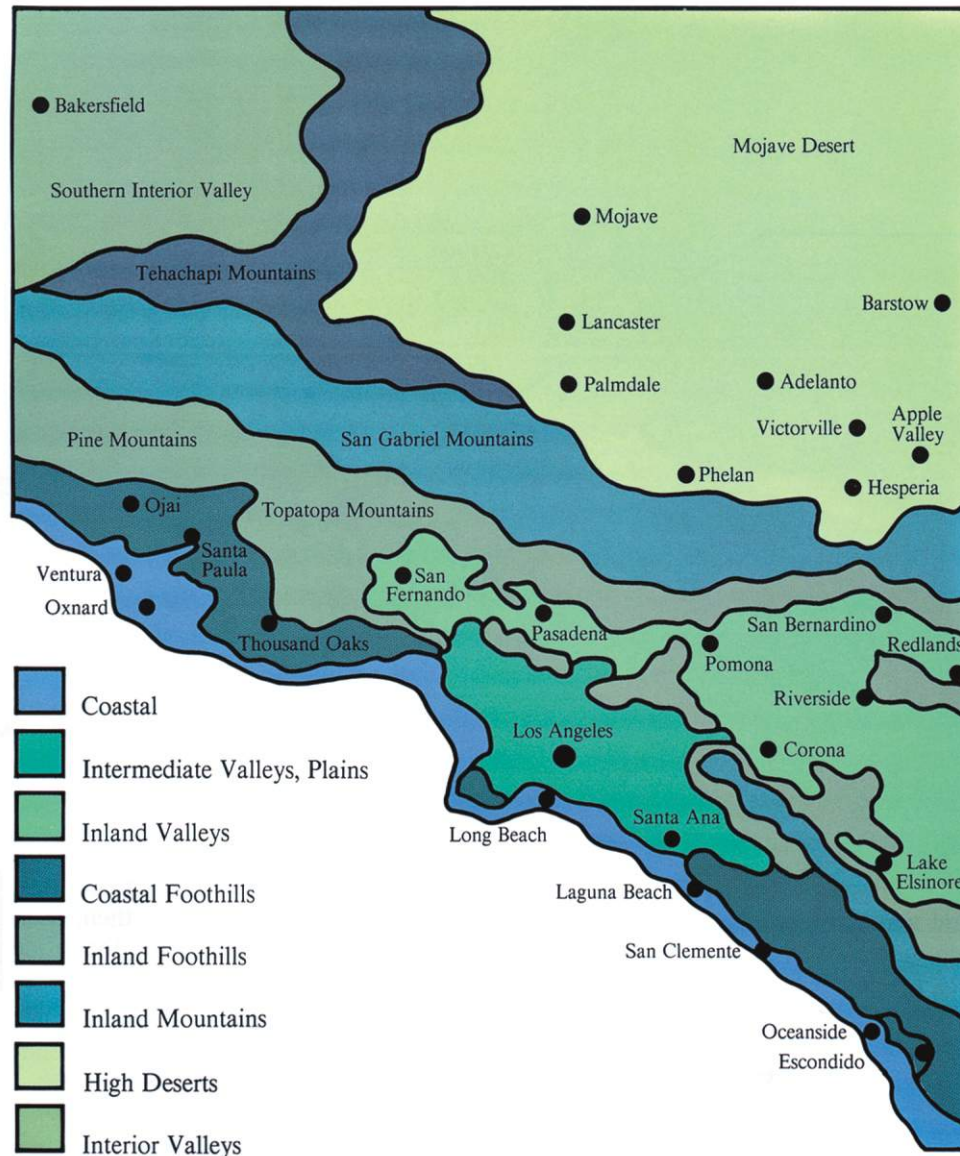 Bakersfield
Mojave Desert
Southern Interior Valley
Mojave
Tehachapi Mountains
Barstow
Lancaster
Palmdale
Adelanto
Apple
Valley
Victorville
Pine Mountains
San Gabriel Mountains
Phelan
Hesperia
Ojai
Topatopa Mountains
Santa
Paula
Ventura
San
Fernando
Oxnard
Pasadena
San Bernardino
Thousand Oaks
Pomona
Redlands
Riverside
Coastal
Los Angeles
Corona
Intermediate Valleys, Plains
Santa Ana
Inland Valleys
Long Beach
Lake
Elsinore
Laguna Beach
Coastal Foothills
San Clemente
Inland Foothills
Inland Mountains
Oceanside
Escondido
High Deserts
Interior Valleys